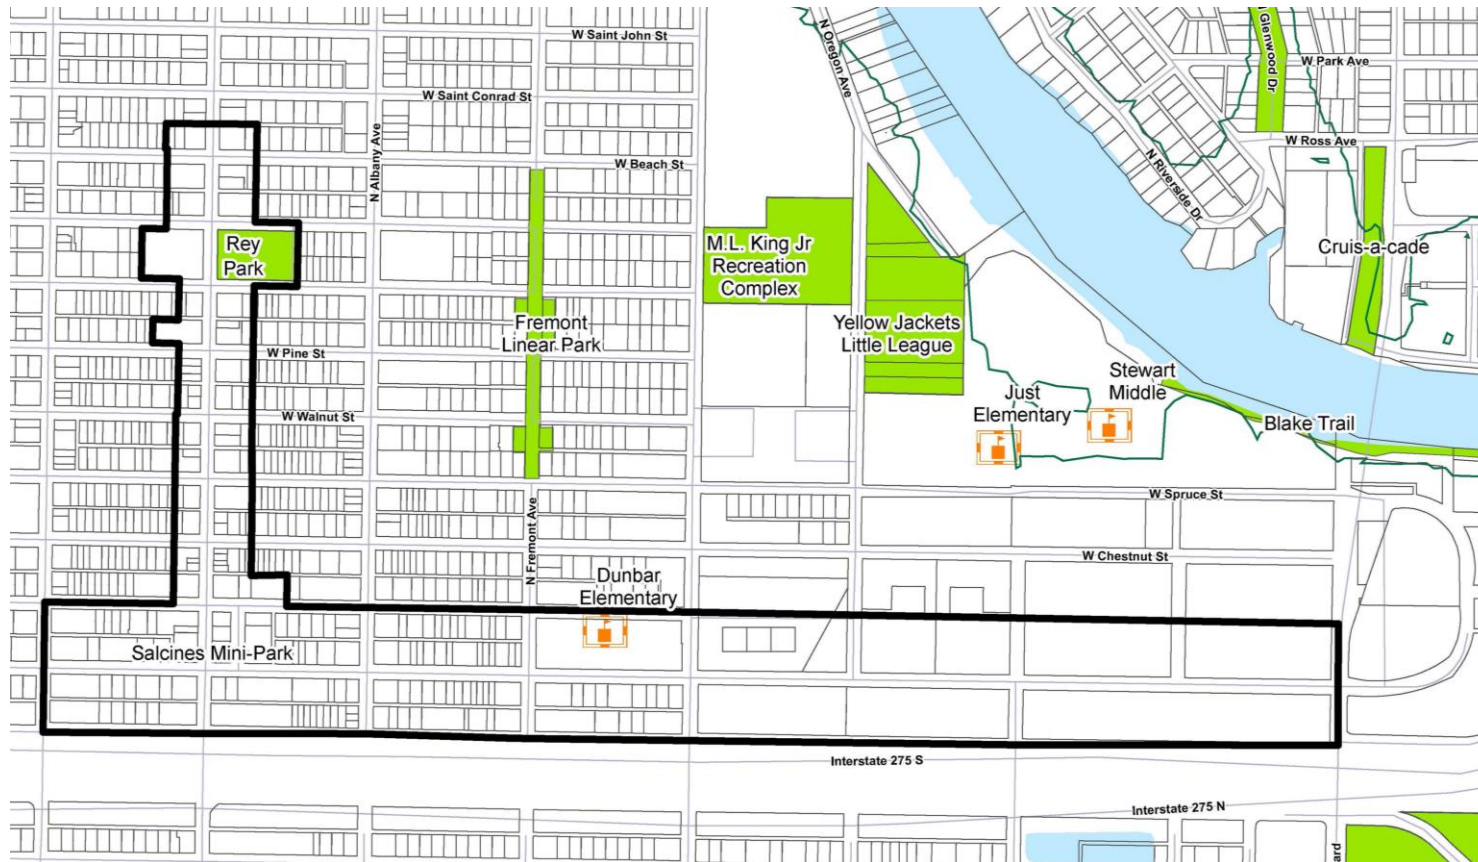 W Saint John St
N Oregon Ave
N Glenwood Dr
W Park Ave
W Saint Conrad St
N Albany Ave
W Beach St
W Ross Ave
N Riverside Dr
Rey
Park
M.L. King Jr
Recreation
Complex
Cruis-a-cade
Fremont
Linear Park
Yellow Jackets
Little League
W Pine St
Stewart
Middle
Just
Elementary
W Walnut St
Blake Trail
W Spruce St
N Fremont Ave
W Chestnut St
Dunbar
Elementary
Salcines Mini-Park
Interstate 275 S
Interstate 275 N
ard